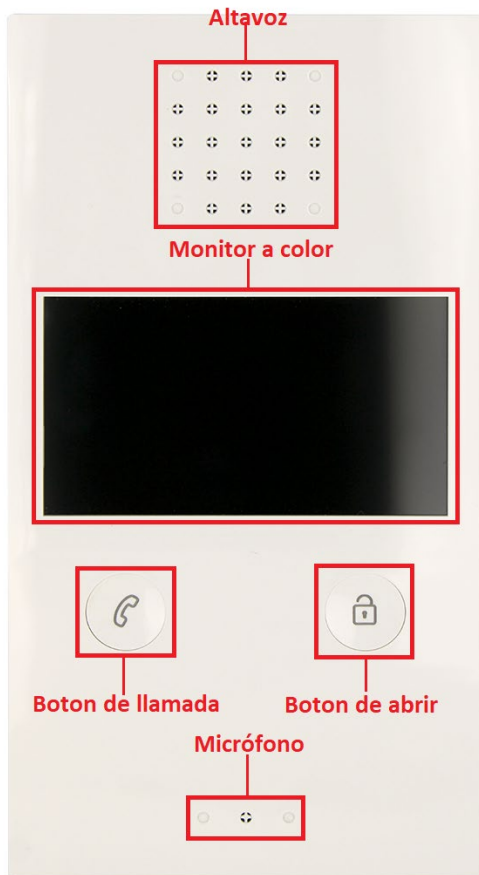 Altavoz
Monitor a color
Boton de llamada
Boton de abrir
Micrófono